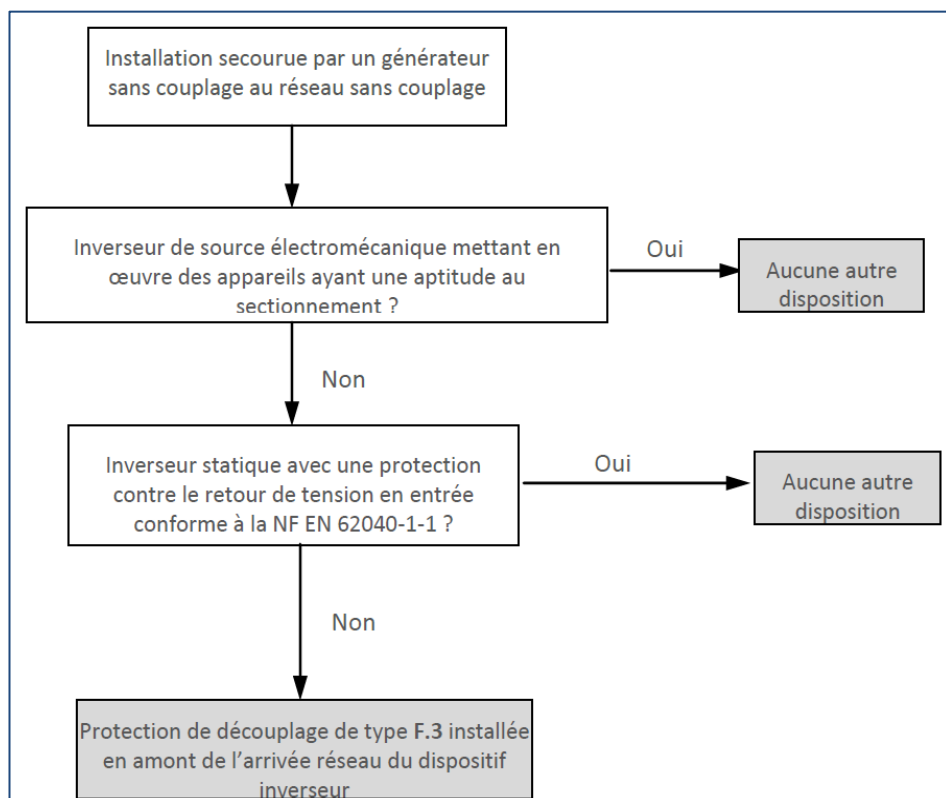 Installation secourue par un générateur
sans couplage au réseau sans couplage
Inverseur de source électromécanique mettant en
œuvre des appareils ayant une aptitude au
sectionnement ?
Oui
Aucune autre
disposition
Non
Inverseur statique avec une protection
contre le retour de tension en entrée
conforme à la NF EN 62040-1-1 ?
Oui
Aucune autre
disposition
Non
Protection de découplage de type F.3 installée
en amont de l’arrivée réseau du dispositif
inverseur